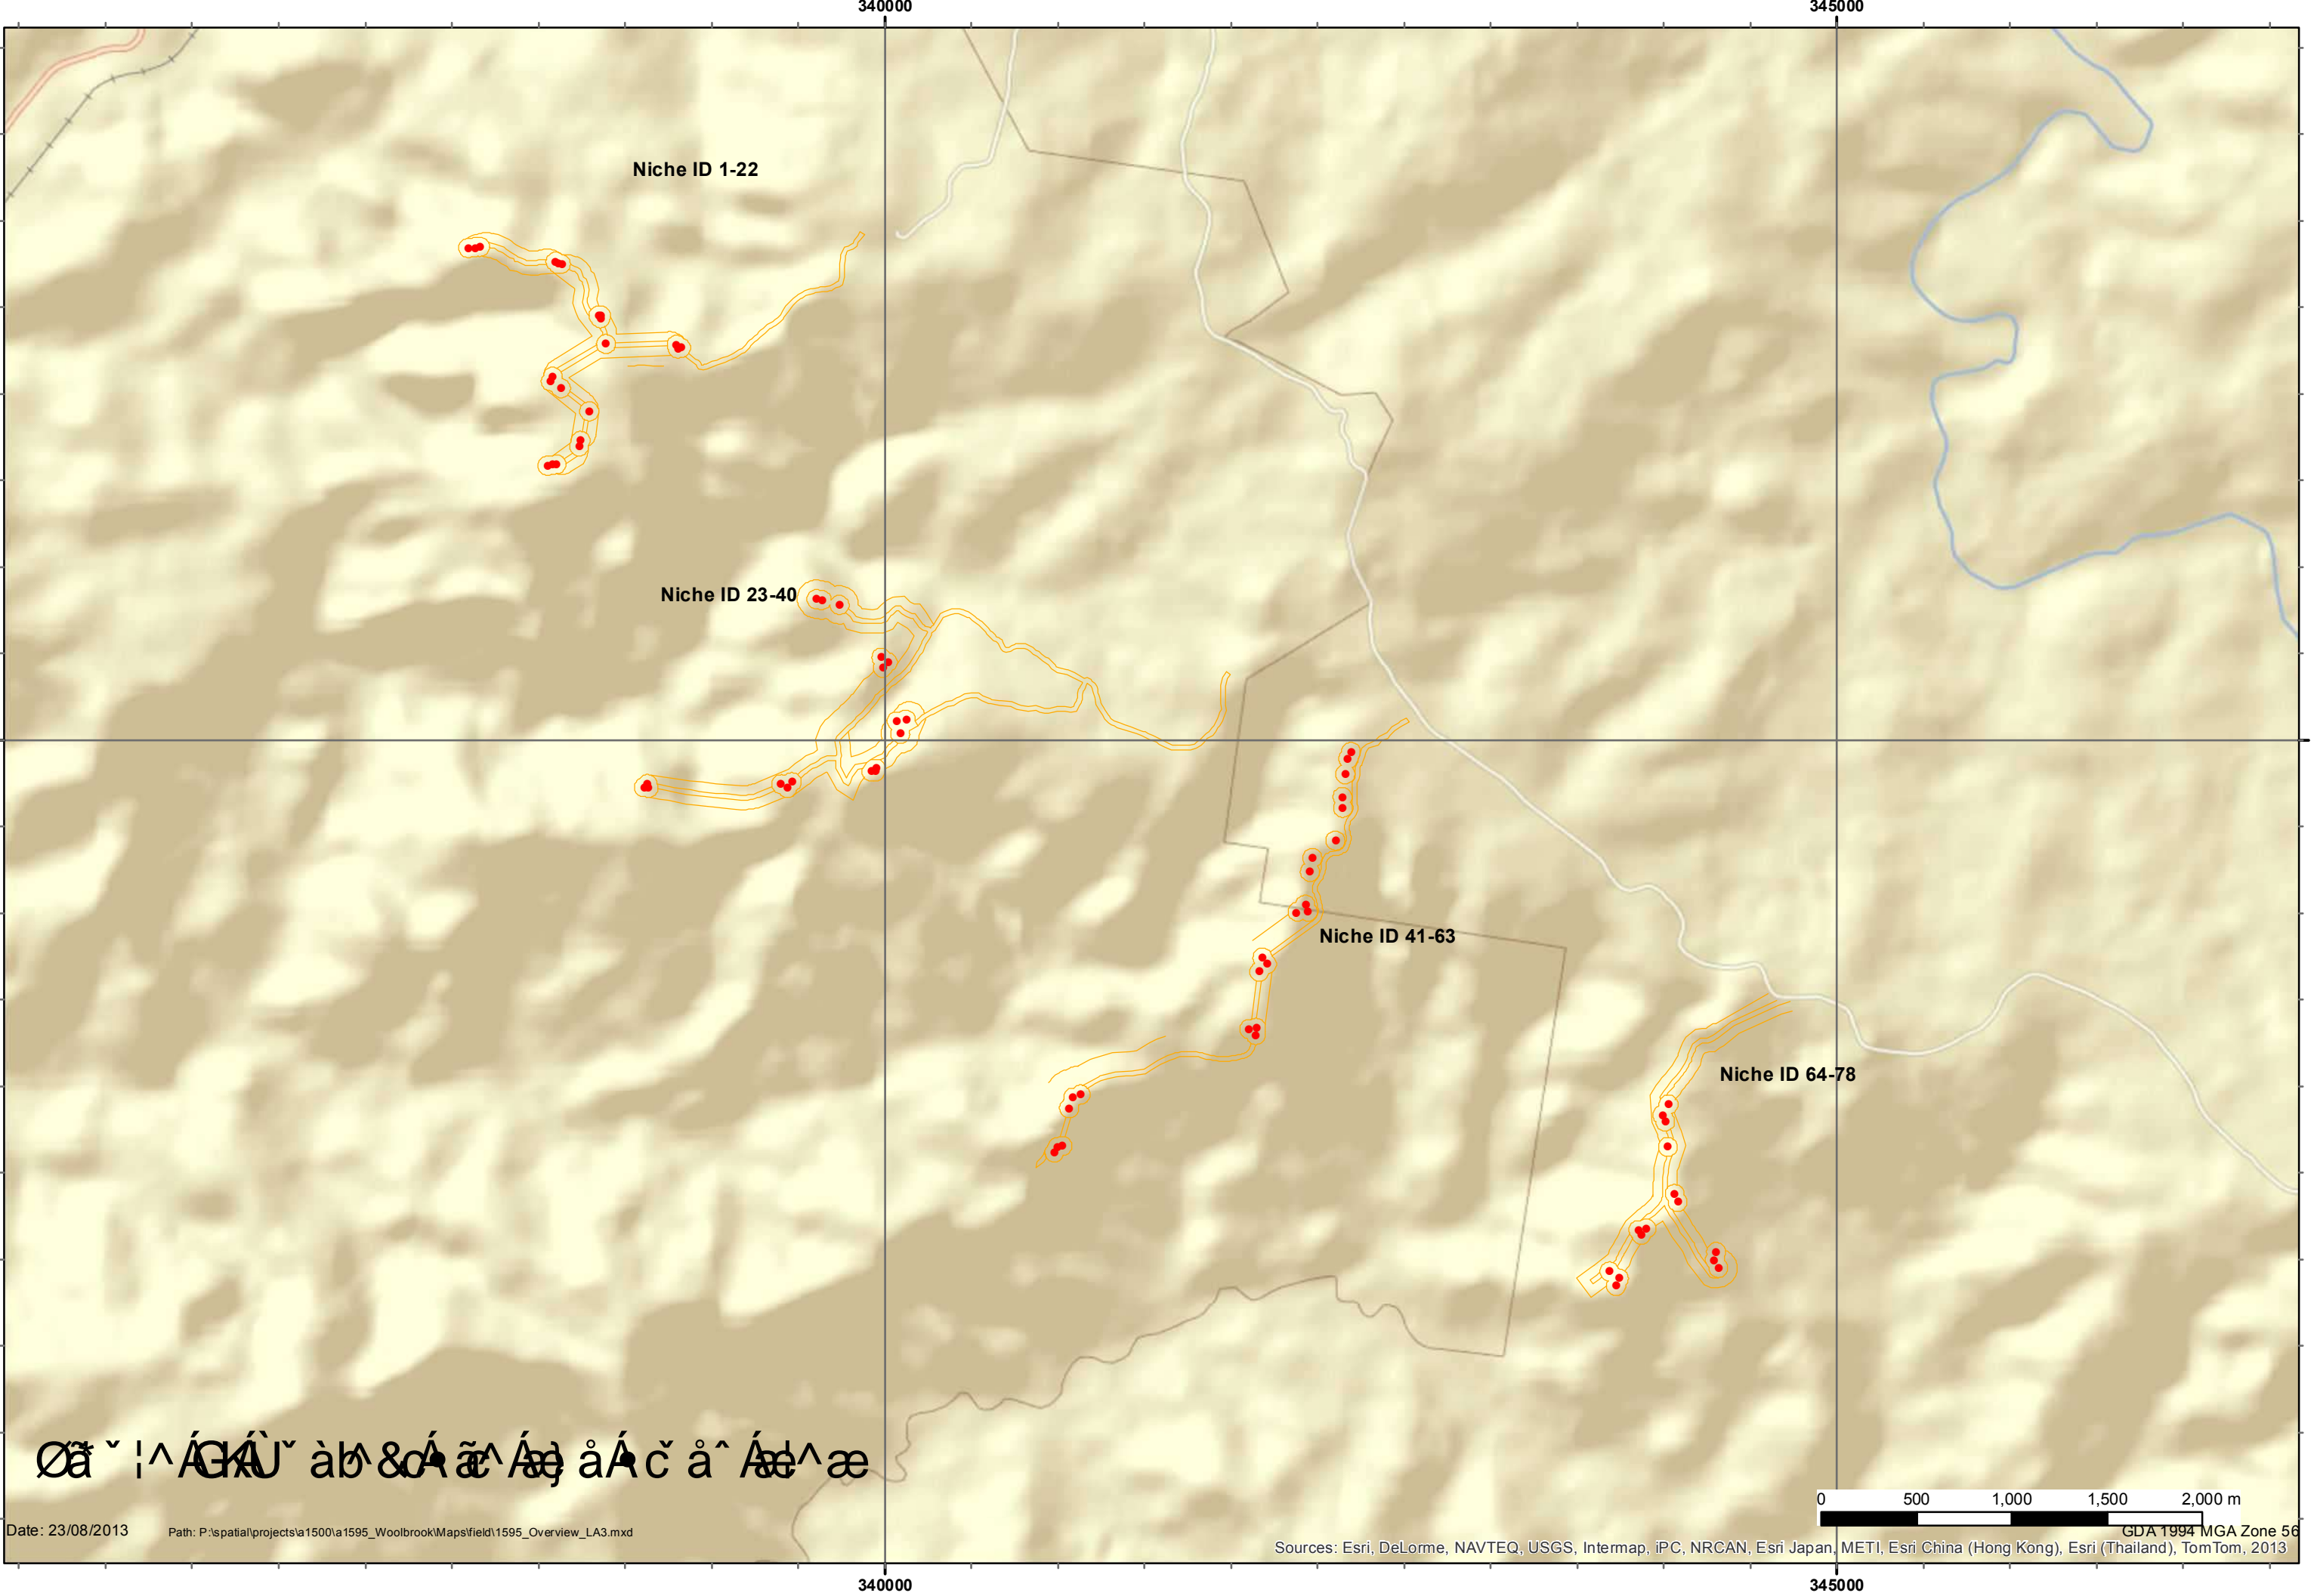 340000
345000
Niche ID 1-22
Niche ID 23-40
Niche ID 41-63
Niche ID 64-78
0 500 1,000 1,500 2,000 m
Date: 23/08/2013
Path: P:\spatial\projects\a1500\a1595_Woolbrook\Maps\field\1595_Overview_LA3.mxd
GDA 1994 MGA Zone 56
Sources: Esri, DeLorme, NAVTEQ, USGS, Intermap, iPC, NRCAN, Esri Japan, METI, Esri China (Hong Kong), Esri (Thailand), TomTom, 2013
340000
345000